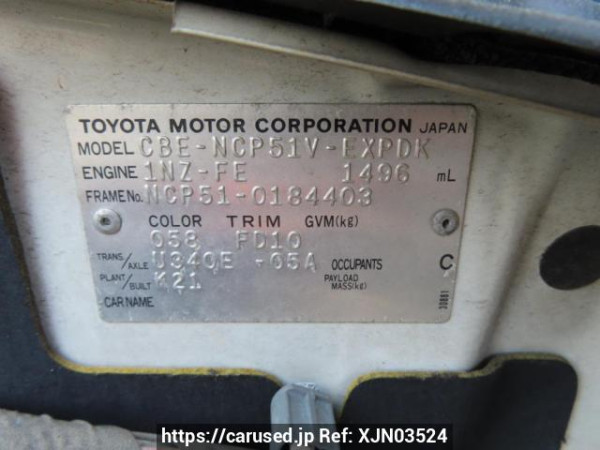 TOYOTA MOTOR CORPORATION JAPAN
MODEL CBE-NCP51V-EXPDK
ENGINE 1NZ-FE 1496 mL
FRAME No. NCP51-0184403
COLOR TRIM GVM(kg)
058 FD10
TRANS/AXLE U340E -05A OCCUPANTS C
PLANT/BUILT K21 PAYLOAD MASS(kg)
CAR NAME
https://carused.jp Ref: XJN03524